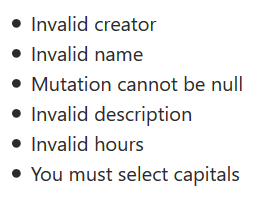 Invalid creator
Invalid name
Mutation cannot be null
Invalid description
Invalid hours
You must select capitals